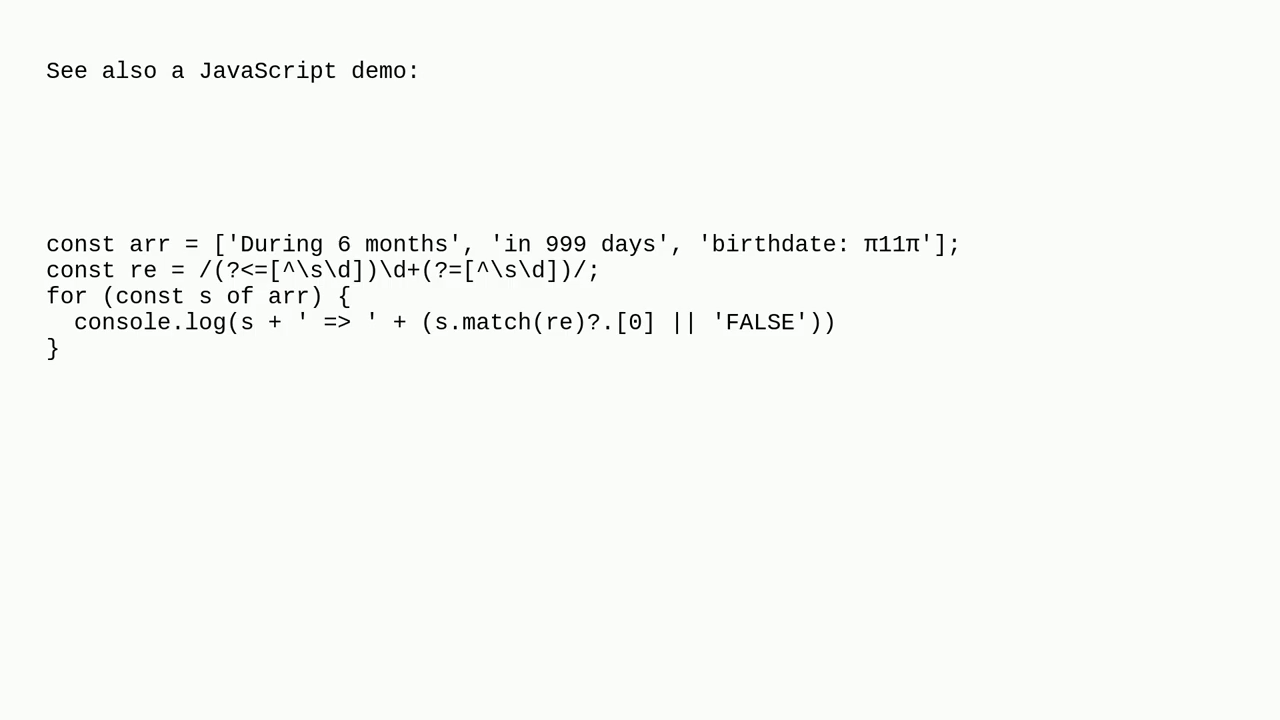 See also a JavaScript demo:
const arr = ['During 6 months', 'in 999 days', 'birthdate: π11π'];
const re = /(?<=[^\s\d])\d+(?=[^\s\d])/;
for (const s of arr) {
  console.log(s + ' => ' + (s.match(re)?.[0] || 'FALSE'))
}